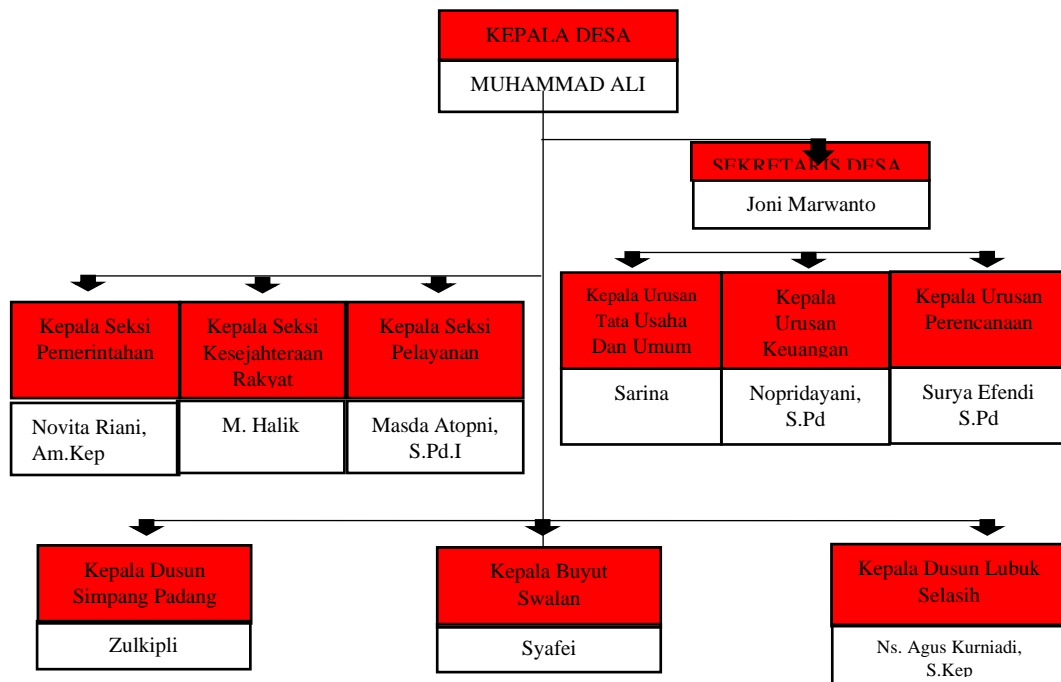 KEPALA DESA
MUHAMMAD ALI
SEKRETARIS DESA
Joni Marwanto
Kepala Seksi
Pemerintahan
Kepala Seksi
Kesejahteraan
Rakyat
Kepala Seksi
Pelayanan
Novita Riani,
Am.Kep
M. Halik
Masda Atopni,
S.Pd.I
Kepala Urusan
Tata Usaha
Dan Umum
Kepala
Urusan
Keuangan
Kepala Urusan
Perencanaan
Sarina
Nopridayani,
S.Pd
Surya Efendi
S.Pd
Kepala Dusun
Simpang Padang
Kepala Buyut
Swalan
Kepala Dusun Lubuk
Selasih
Zulkipli
Syafei
Ns. Agus Kurniadi,
S.Kep